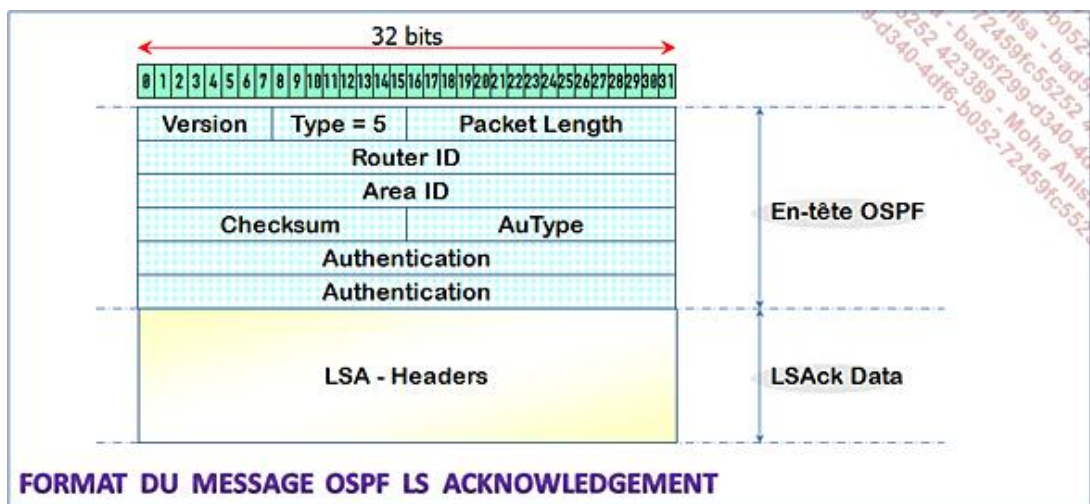 32 bits
0 1 2 3 4 5 6 7 8 9 10 11 12 13 14 15 16 17 18 19 20 21 22 23 24 25 26 27 28 29 30 31
Version Type = 5 Packet Length
Router ID
Area ID
Checksum AuType
Authentication
Authentication
En-tête OSPF
LSA - Headers
LSAck Data
FORMAT DU MESSAGE OSPF LS ACKNOWLEDGEMENT